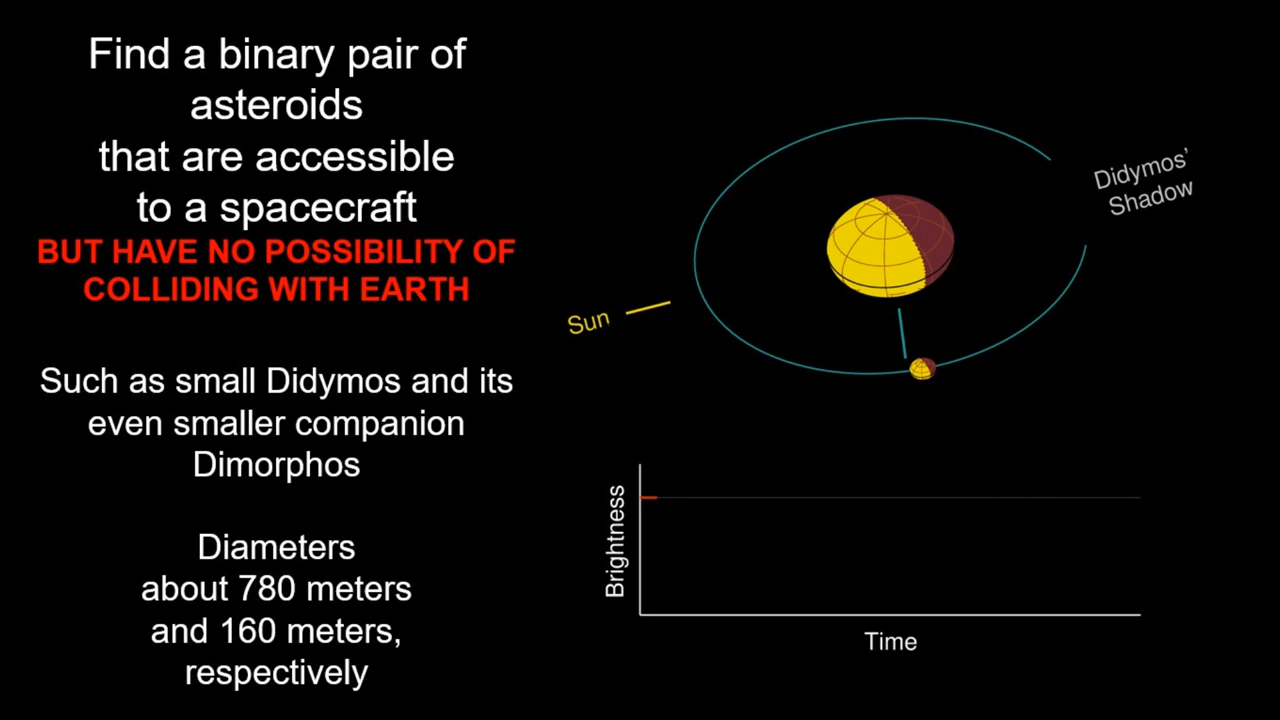 Find a binary pair of
asteroids
that are accessible
to a spacecraft
BUT HAVE NO POSSIBILITY OF
COLLIDING WITH EARTH
Such as small Didymos and its
even smaller companion
Dimorphos
Diameters
about 780 meters
and 160 meters,
respectively
Didymos’
Shadow
Sun
Brightness
Time